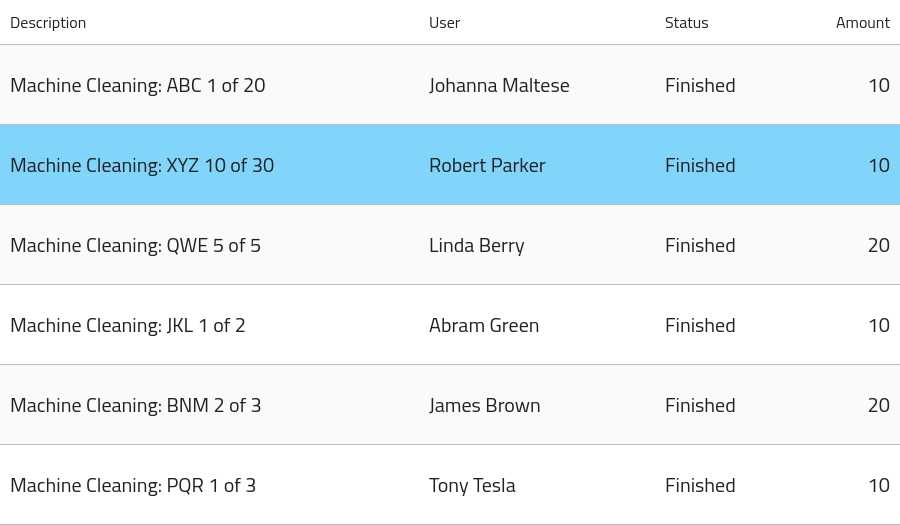 Description User Status Amount
Machine Cleaning: ABC 1 of 20 Johanna Maltese Finished 10
Machine Cleaning: XYZ 10 of 30 Robert Parker Finished 10
Machine Cleaning: QWE 5 of 5 Linda Berry Finished 20
Machine Cleaning: JKL 1 of 2 Abram Green Finished 10
Machine Cleaning: BNM 2 of 3 James Brown Finished 20
Machine Cleaning: PQR 1 of 3 Tony Tesla Finished 10